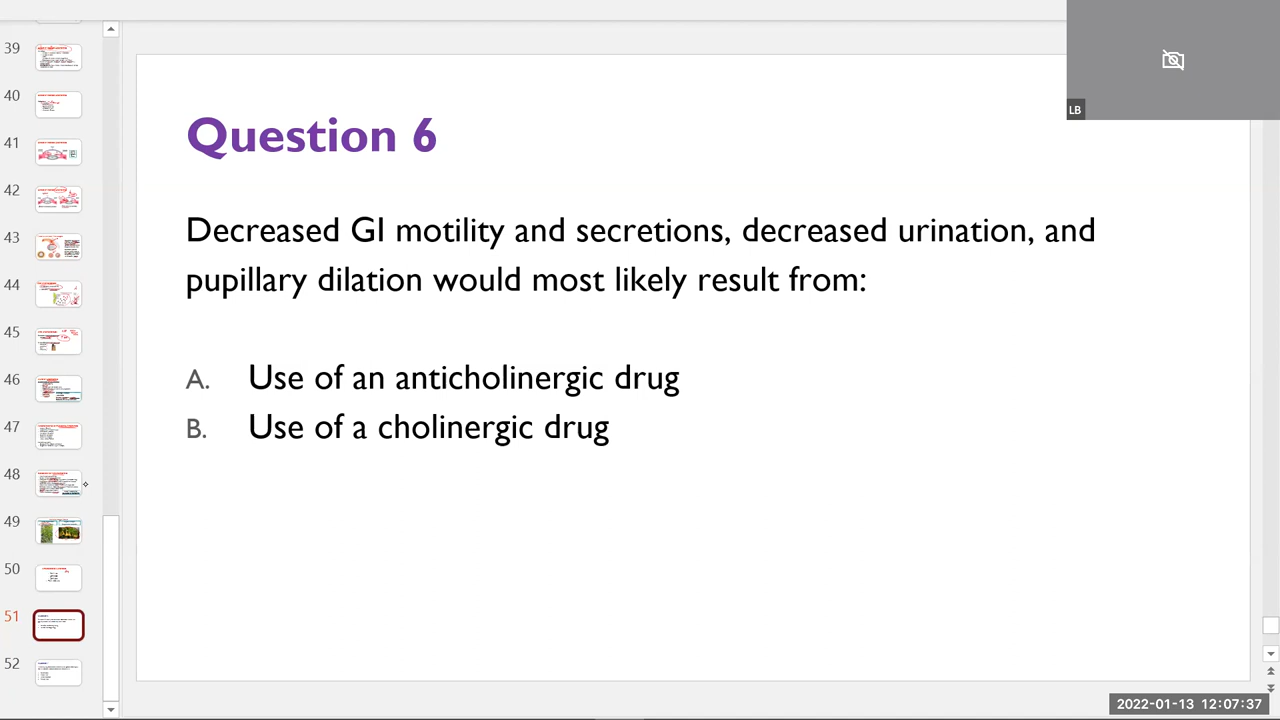 39
40
41
42
44
45
46
47
48
49
50
51
52
Question 6
Decreased GI motility and secretions, decreased urination, and
pupillary dilation would most likely result from:
A. Use of an anticholinergic drug
B. Use of a cholinergic drug
LB
2022-01-13 12:07:37